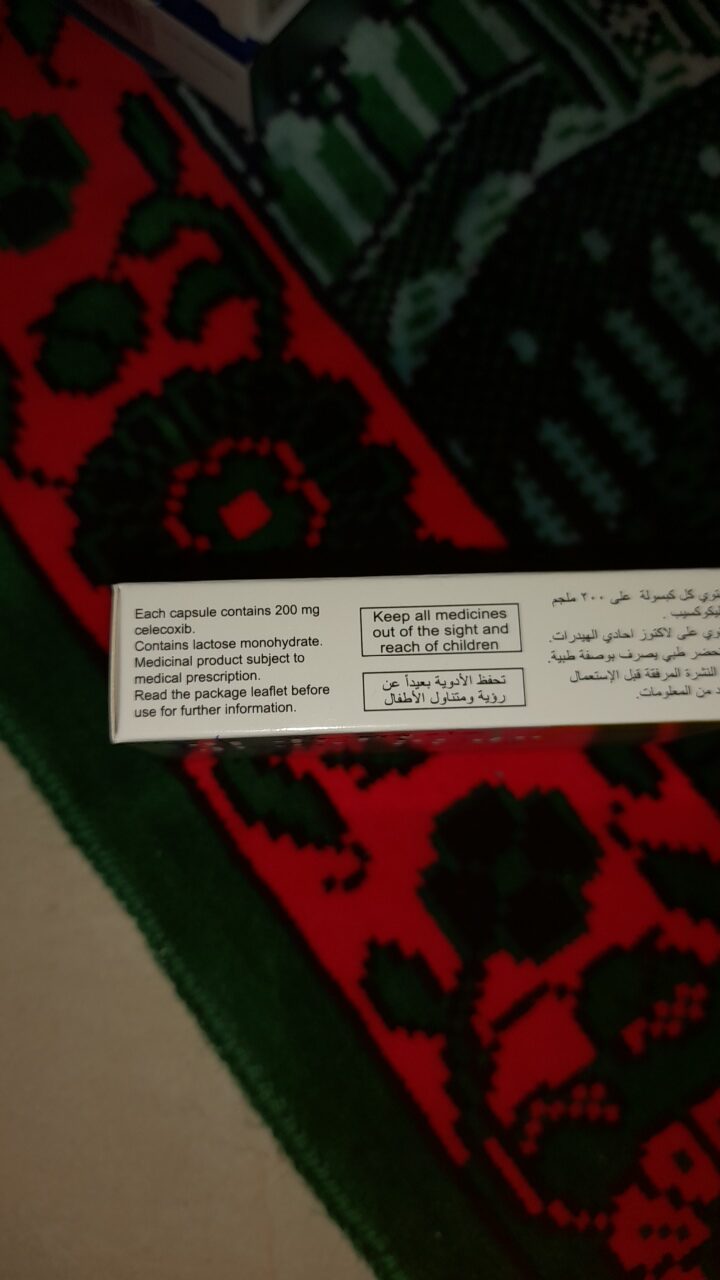 Each capsule contains 200 mg
celecoxib.
Contains lactose monohydrate.
Medicinal product subject to
medical prescription.
Read the package leaflet before
use for further information.
Keep all medicines
out of the sight and
reach of children
تحفظ الأدوية بعيداً عن
رؤية ومتناول الأطفال
كل كبسولة على ٢٠٠ ملجم
على لاكتوز احادي الهيدرات.
طبي يصرف بوصفة طبية.
النشرة المرفقة قبل الإستعمال
من المعلومات.